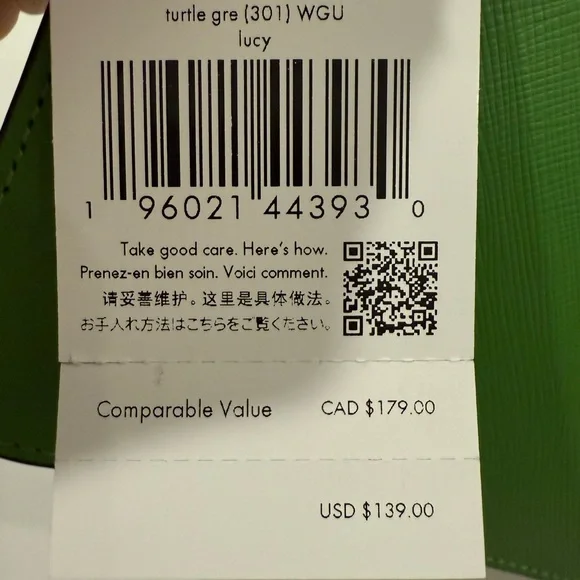 turtle gre (301) WGU
lucy
1 96021 44393 0
Take good care. Here's how.
Prenez-en bien soin. Voici comment.
请妥善维护。这里是具体做法。
お手入れ方法はこちらをご覧ください。
Comparable Value CAD $179.00
USD $139.00